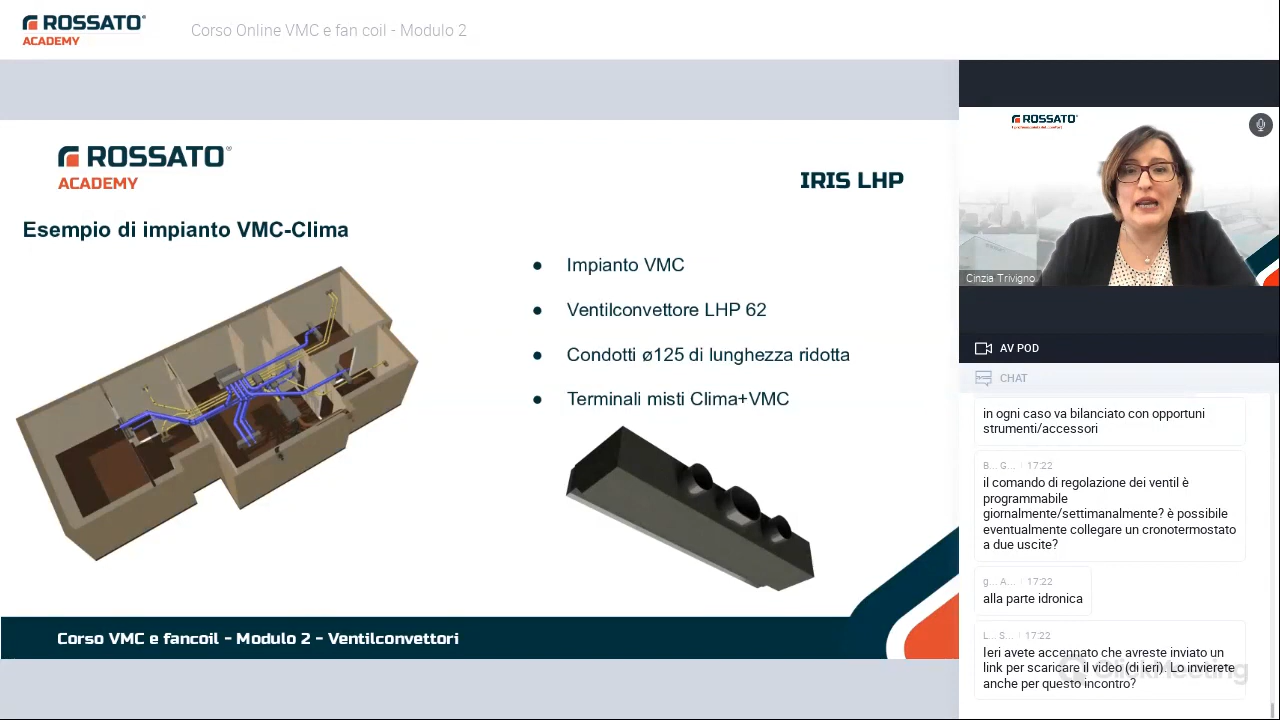 ROSSATO®
ACADEMY
Corso Online VMC e fan coil - Modulo 2
ROSSATO®
ACADEMY
IRIS LHP
Esempio di impianto VMC-Clima
● Impianto VMC
● Ventilconvettore LHP 62
● Condotti ø125 di lunghezza ridotta
● Terminali misti Clima+VMC
Corso VMC e fancoil - Modulo 2 - Ventilconvettori
ROSSATO®
Cinzia Trivigno
AV POD
CHAT
in ogni caso va bilanciato con opportuni
strumenti/accessori
B... G... 17:22
il comando di regolazione dei ventil è
programmabile
giornalmente/settimanalmente? è possibile
eventualmente collegare un cronotermostato
a due uscite?
g... A... 17:22
alla parte idronica
L... S... 17:22
Ieri avete accennato che avreste inviato un
link per scaricare il video (di ieri). Lo invierete
anche per questo incontro?
ClickMeeting